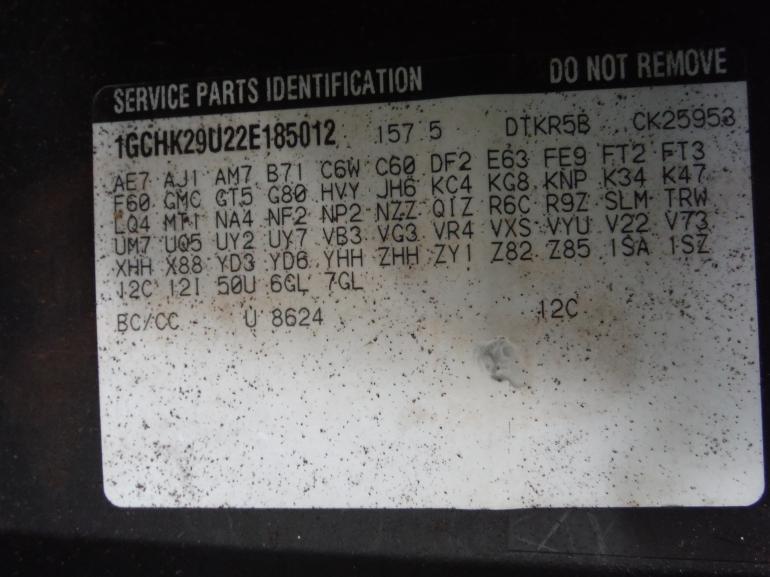 SERVICE PARTS IDENTIFICATION DO NOT REMOVE
1GCHK29U22E185012 157 5 DTKR5B CK25953
AE7 AJ1 AM7 B71 C6W C60 DF2 E63 FE9 FT2 FT3
F60 GMC GT5 G80 HVY JH6 KC4 KG8 KNP K34 K47
LQ4 MT1 NA4 NF2 NP2 NZZ QIZ R6C R9Z SLM TRW
UM7 UQ5 UY2 UY7 VB3 VG3 VR4 VXS VYU V22 V73
XHH X88 YD3 YD6 YHH ZHH ZY1 Z82 Z85 1SA 1SZ
12C 12I 50U 6GL 7GL
BC/CC U 8624 12C